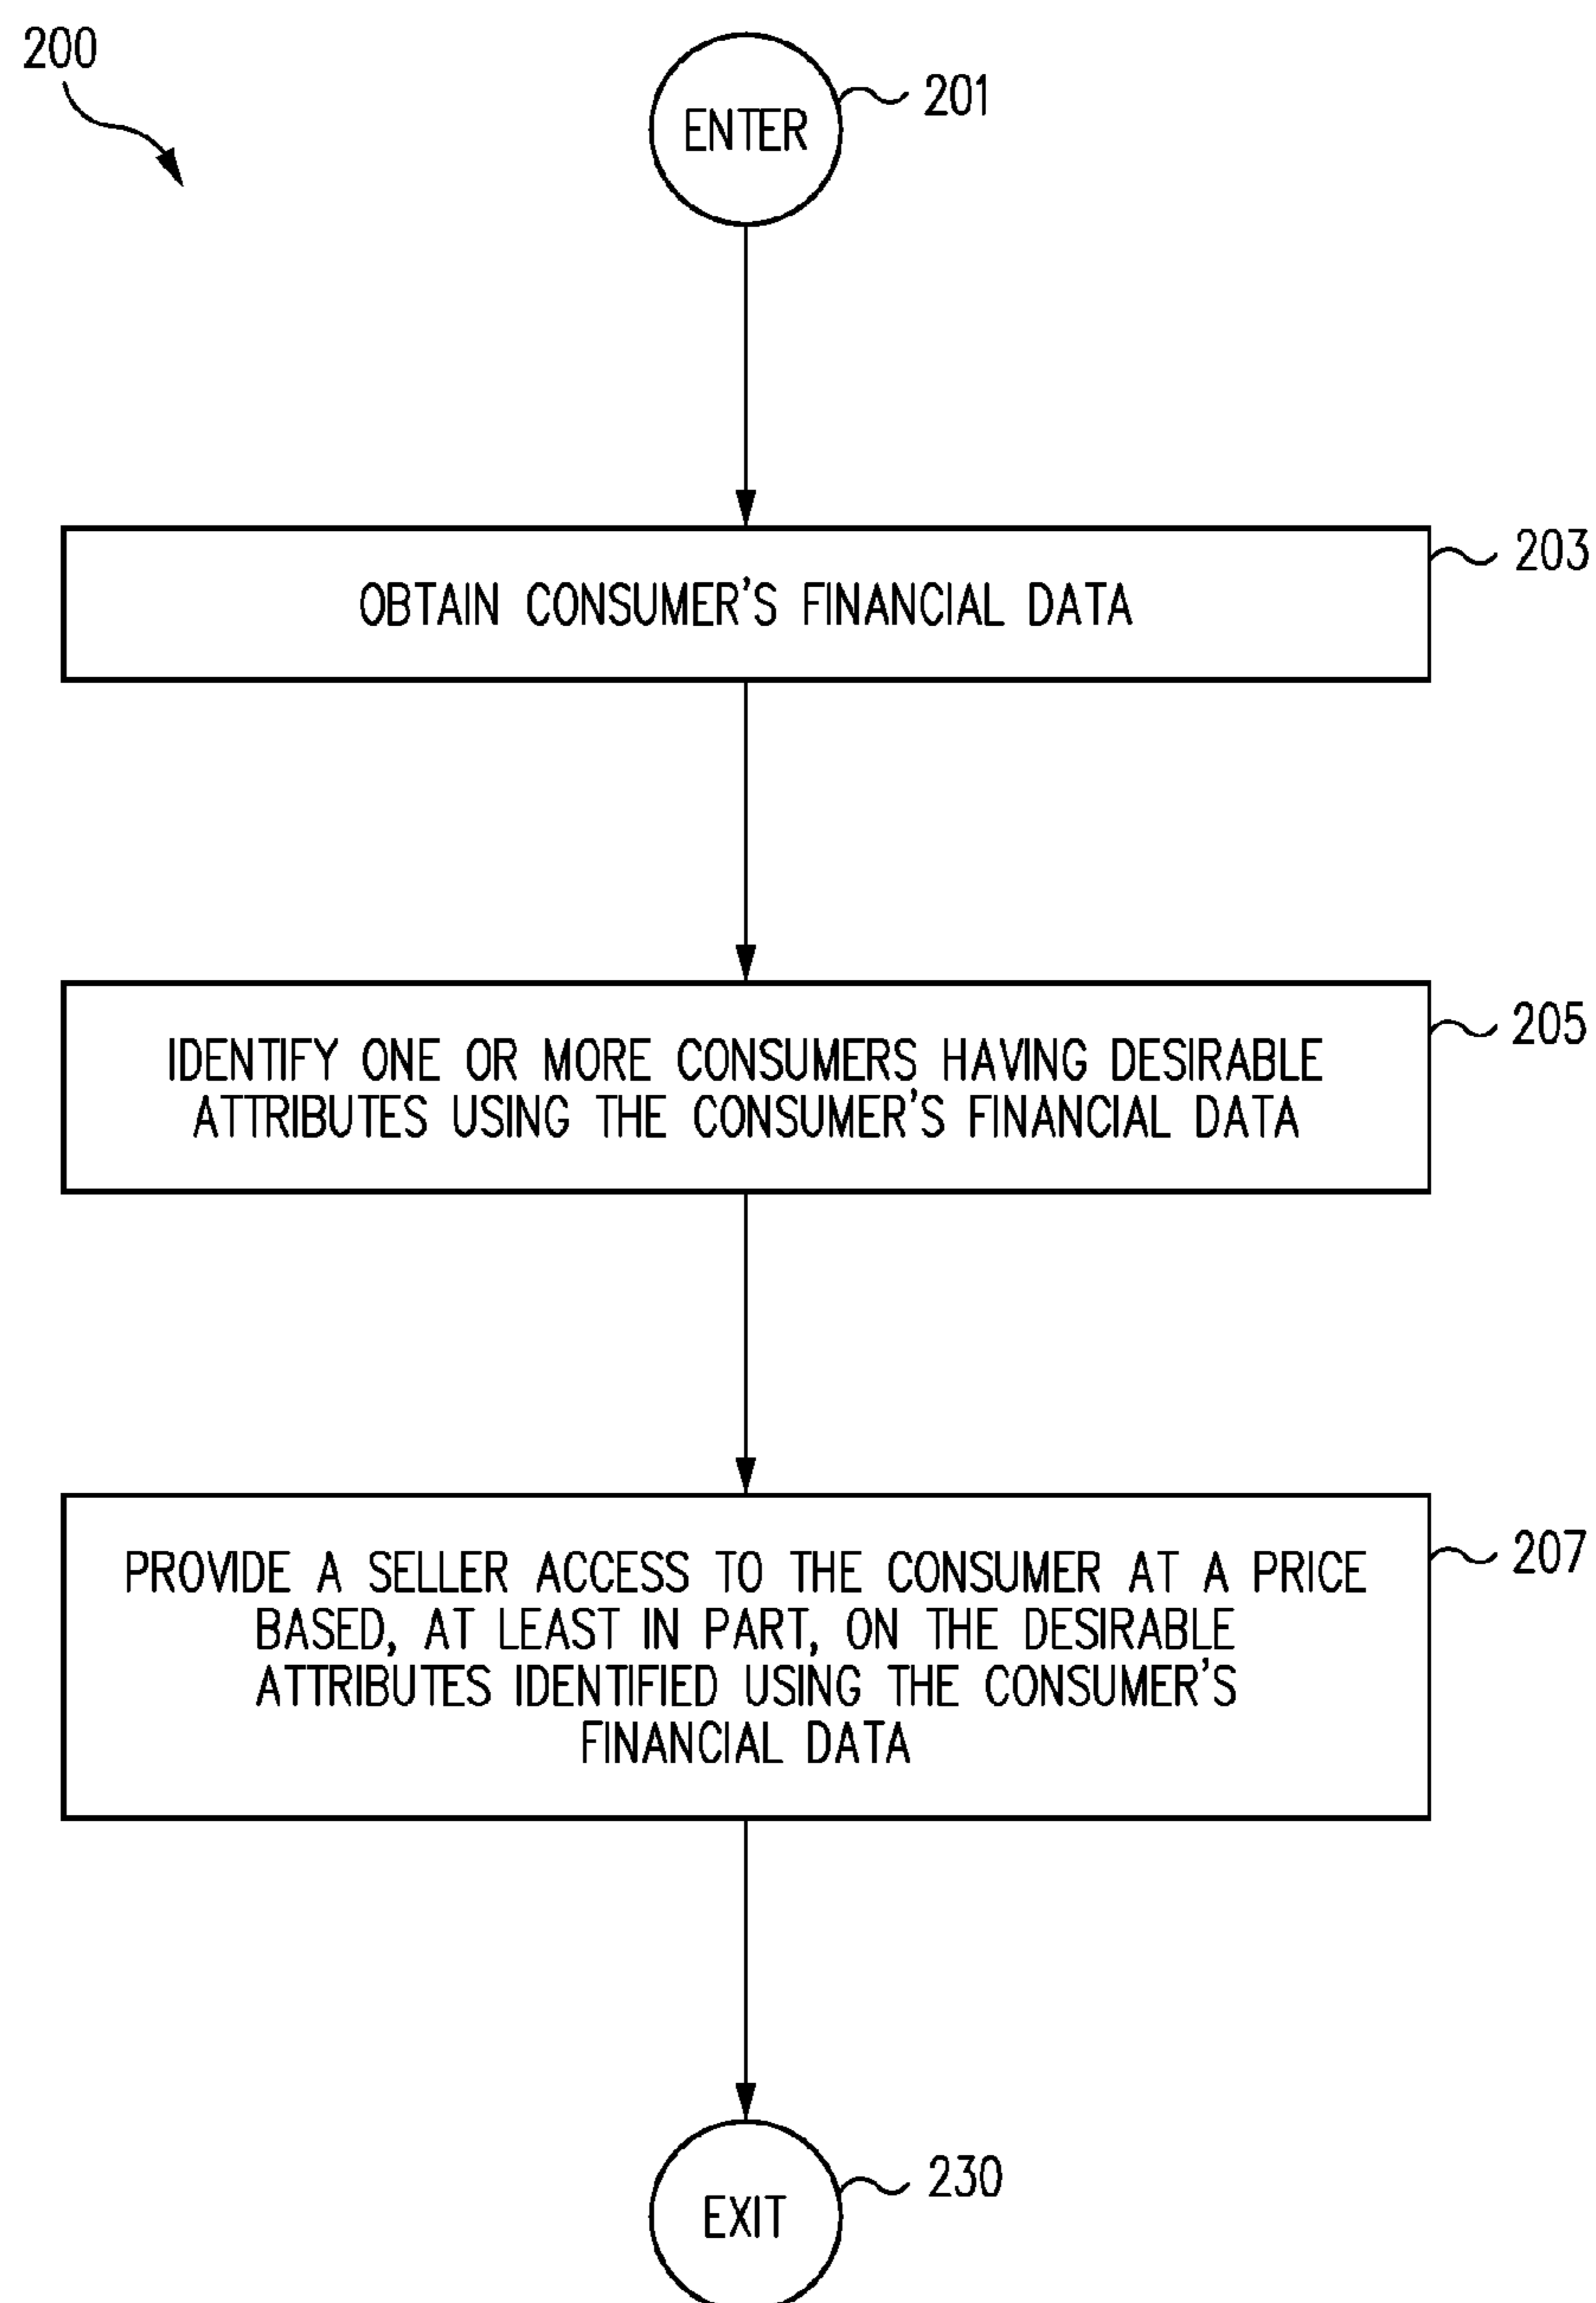 200
ENTER
201
OBTAIN CONSUMER'S FINANCIAL DATA
203
IDENTIFY ONE OR MORE CONSUMERS HAVING DESIRABLE
ATTRIBUTES USING THE CONSUMER'S FINANCIAL DATA
205
PROVIDE A SELLER ACCESS TO THE CONSUMER AT A PRICE
BASED, AT LEAST IN PART, ON THE DESIRABLE
ATTRIBUTES IDENTIFIED USING THE CONSUMER'S
FINANCIAL DATA
207
EXIT
230